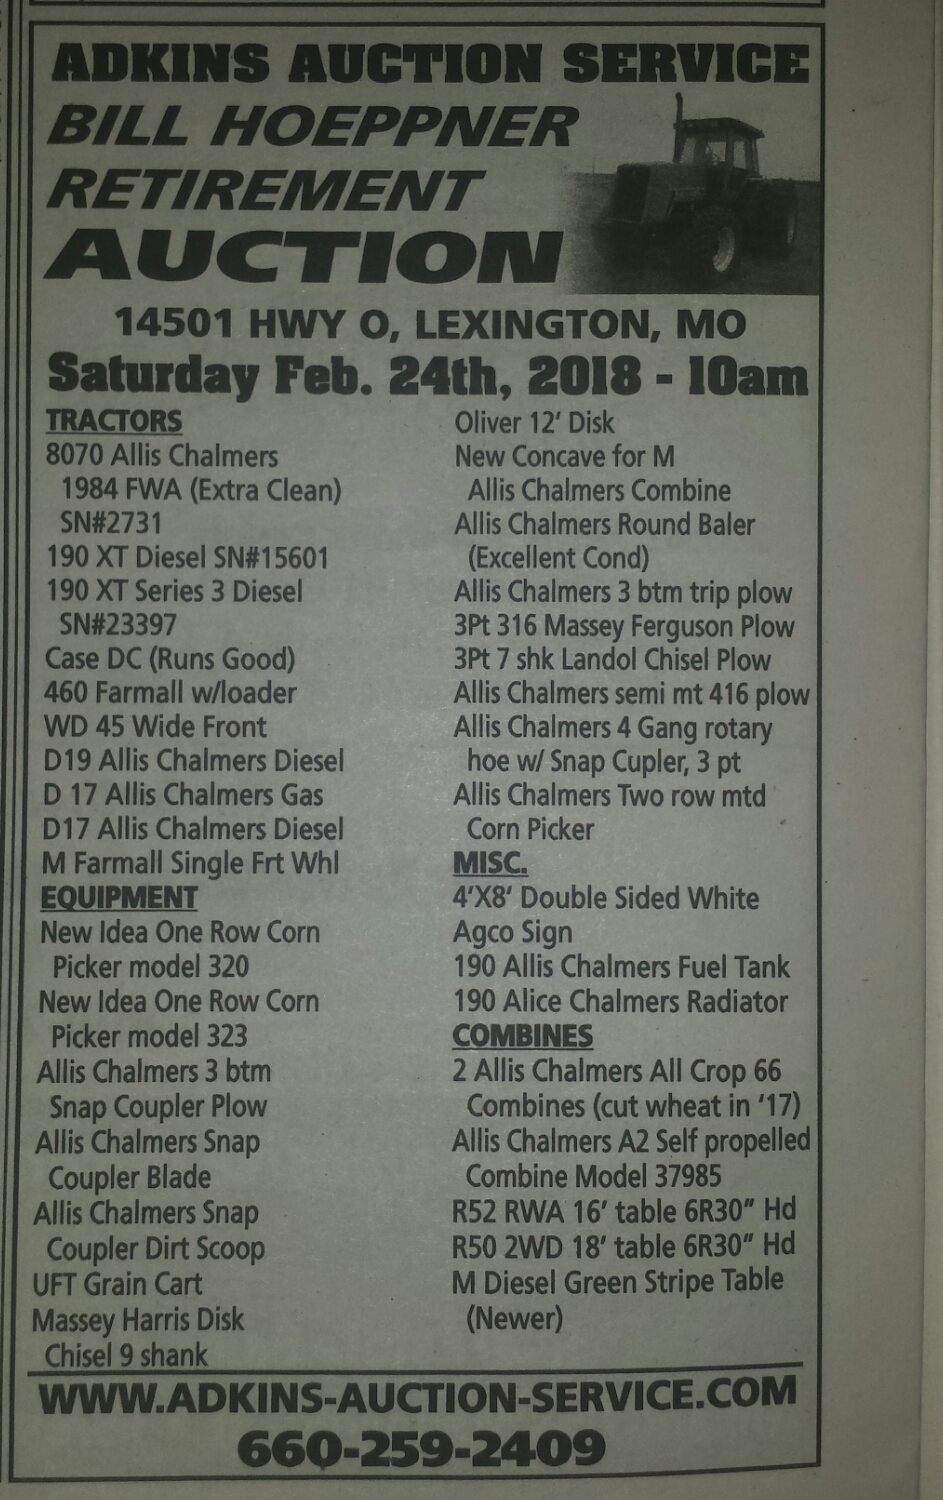 ADKINS AUCTION SERVICE
BILL HOEPPNER
RETIREMENT
AUCTION
14501 HWY O, LEXINGTON, MO
Saturday Feb. 24th, 2018 - 10am
TRACTORS
8070 Allis Chalmers
1984 FWA (Extra Clean)
SN#2731
190 XT Diesel SN#15601
190 XT Series 3 Diesel
SN#23397
Case DC (Runs Good)
460 Farmall w/loader
WD 45 Wide Front
D19 Allis Chalmers Diesel
D 17 Allis Chalmers Gas
D17 Allis Chalmers Diesel
M Farmall Single Frt Whl
EQUIPMENT
New Idea One Row Corn
Picker model 320
New Idea One Row Corn
Picker model 323
Allis Chalmers 3 btm
Snap Coupler Plow
Allis Chalmers Snap
Coupler Blade
Allis Chalmers Snap
Coupler Dirt Scoop
UFT Grain Cart
Massey Harris Disk
Chisel 9 shank
Oliver 12' Disk
New Concave for M
Allis Chalmers Combine
Allis Chalmers Round Baler
(Excellent Cond)
Allis Chalmers 3 btm trip plow
3Pt 316 Massey Ferguson Plow
3Pt 7 shk Landol Chisel Plow
Allis Chalmers semi mt 416 plow
Allis Chalmers 4 Gang rotary
hoe w/ Snap Cupler, 3 pt
Allis Chalmers Two row mtd
Corn Picker
MISC.
4'X8' Double Sided White
Agco Sign
190 Allis Chalmers Fuel Tank
190 Alice Chalmers Radiator
COMBINES
2 Allis Chalmers All Crop 66
Combines (cut wheat in '17)
Allis Chalmers A2 Self propelled
Combine Model 37985
R52 RWA 16' table 6R30" Hd
R50 2WD 18' table 6R30" Hd
M Diesel Green Stripe Table
(Newer)
WWW.ADKINS-AUCTION-SERVICE.COM
660-259-2409